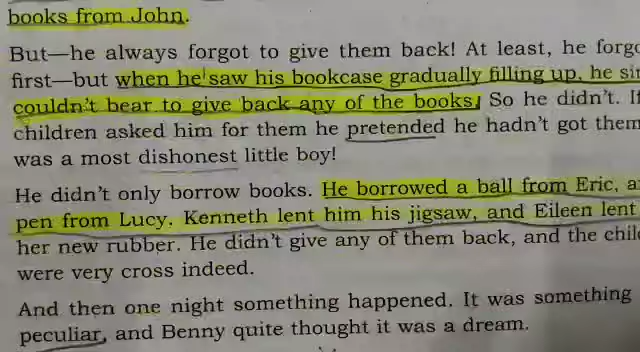 books from John.
But—he always forgot to give them back! At least, he
first—but when he saw his bookcase gradually filling up, he
couldn't bear to give back any of the books. So he didn't.
children asked him for them he pretended he hadn't got them
was a most dishonest little boy!
He didn't only borrow books. He borrowed a ball from Eric,
pen from Lucy. Kenneth lent him his jigsaw, and Eileen lent
her new rubber. He didn't give any of them back, and the
were very cross indeed.
And then one night something happened. It was something
peculiar, and Benny quite thought it was a dream.